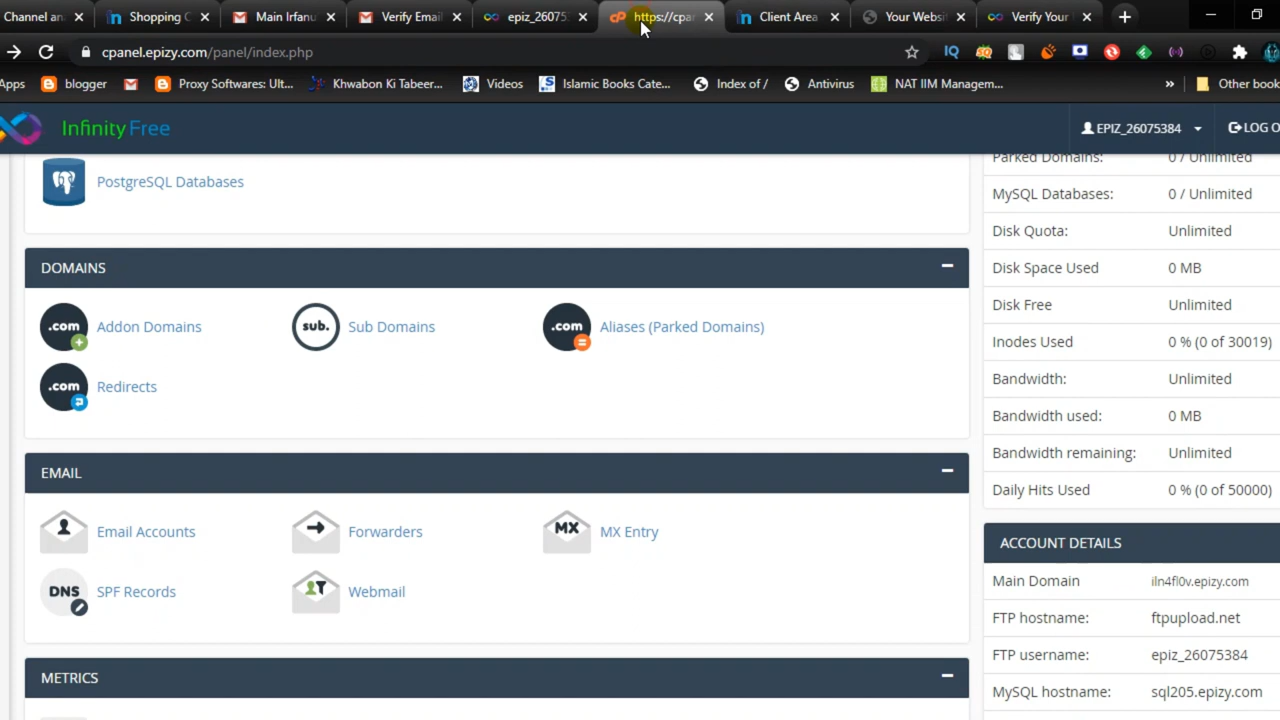 Channel an
Shopping C
Main Irfanu
Verify Email
epiz_26075
https://cpan
Client Area
Your Websi
Verify Your
cpanel.epizy.com/panel/index.php
Apps
blogger
Proxy Softwares: Ult...
Khwabon Ki Tabeer...
Videos
Islamic Books Cate...
Index of /
Antivirus
NAT IIM Managem...
»
Other book
InfinityFree
EPIZ_26075384
LOG O
PostgreSQL Databases
Parked Domains: 0 / Unlimited
MySQL Databases: 0 / Unlimited
Disk Quota: Unlimited
Disk Space Used 0 MB
Disk Free Unlimited
Inodes Used 0 % (0 of 30019)
Bandwidth: Unlimited
Bandwidth used: 0 MB
Bandwidth remaining: Unlimited
Daily Hits Used 0 % (0 of 50000)
DOMAINS
.com Addon Domains
sub. Sub Domains
.com Aliases (Parked Domains)
.com Redirects
EMAIL
Email Accounts
Forwarders
MX MX Entry
DNS SPF Records
Webmail
METRICS
ACCOUNT DETAILS
Main Domain iln4fl0v.epizy.com
FTP hostname: ftpupload.net
FTP username: epiz_26075384
MySQL hostname: sql205.epizy.com